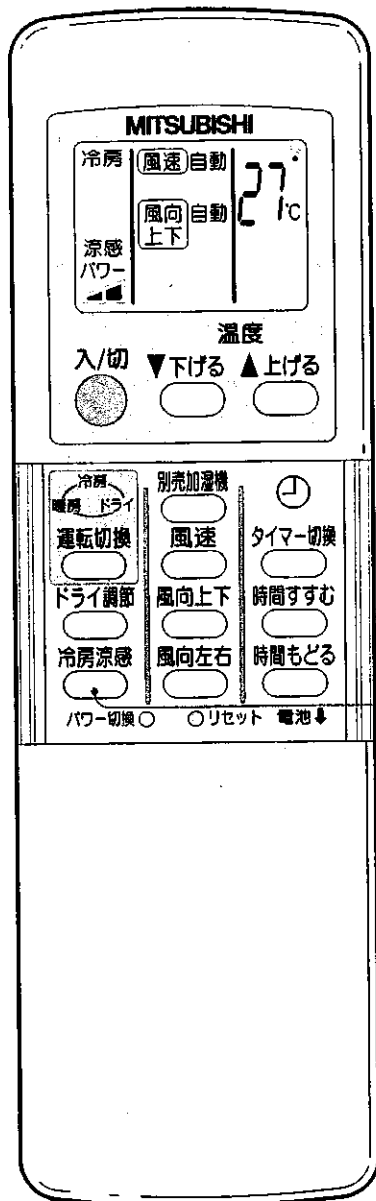 MITSUBISHI
冷房 風速 自動 27℃
風向 上下 自動
涼感 パワー
温度
入/切 ▼下げる ▲上げる
冷房
暖房 ドライ
別売加湿機
運転切換 風速 タイマー切換
ドライ調節 風向上下 時間すすむ
冷房涼感 風向左右 時間もどる
パワー切換 リセット 電池⬇